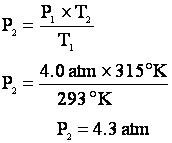 P₂ = P₁ × T₂ / T₁
P₂ = 4.0 atm × 315°K / 293°K
P₂ = 4.3 atm